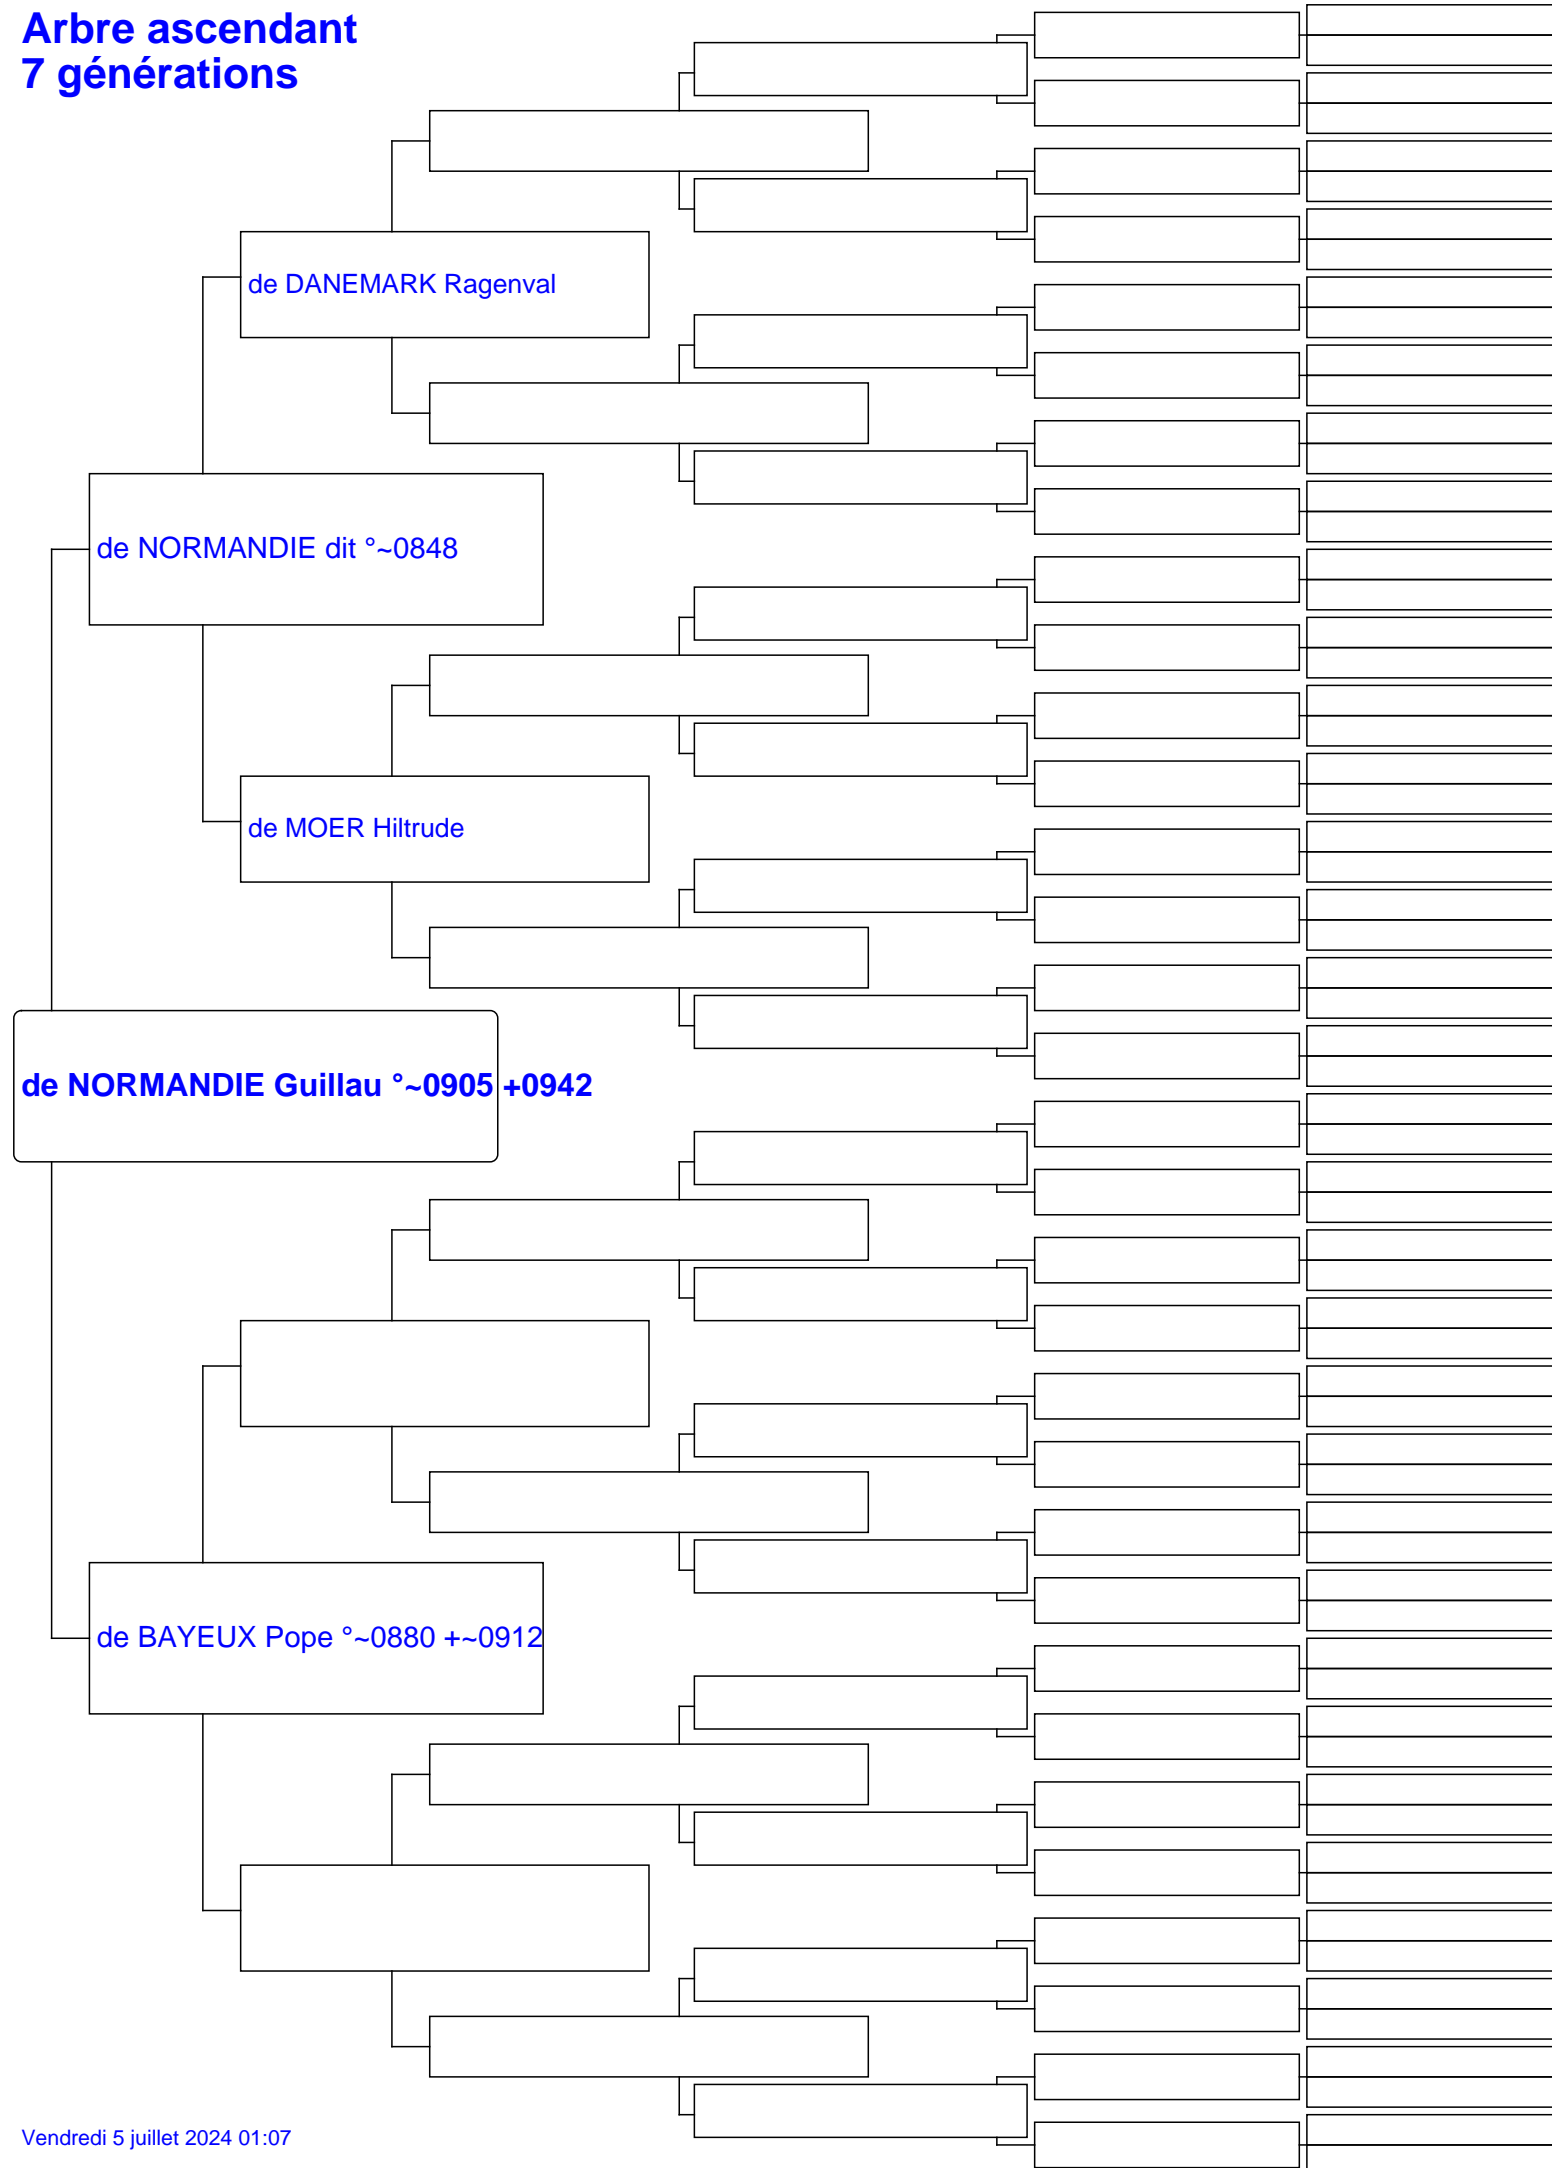 Arbre ascendant
7 générations
de DANEMARK Ragenval
de NORMANDIE dit °~0848
de MOER Hiltrude
de NORMANDIE Guillau °~0905 +0942
de BAYEUX Pope °~0880 +~0912
Vendredi 5 juillet 2024 01:07